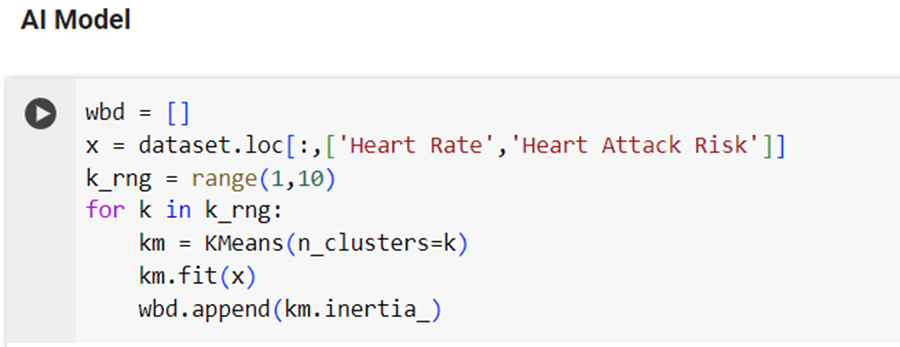 AI Model
wbd = []
x = dataset.loc[:,['Heart Rate','Heart Attack Risk']]
k_rng = range(1,10)
for k in k_rng:
    km = KMeans(n_clusters=k)
    km.fit(x)
    wbd.append(km.inertia_)